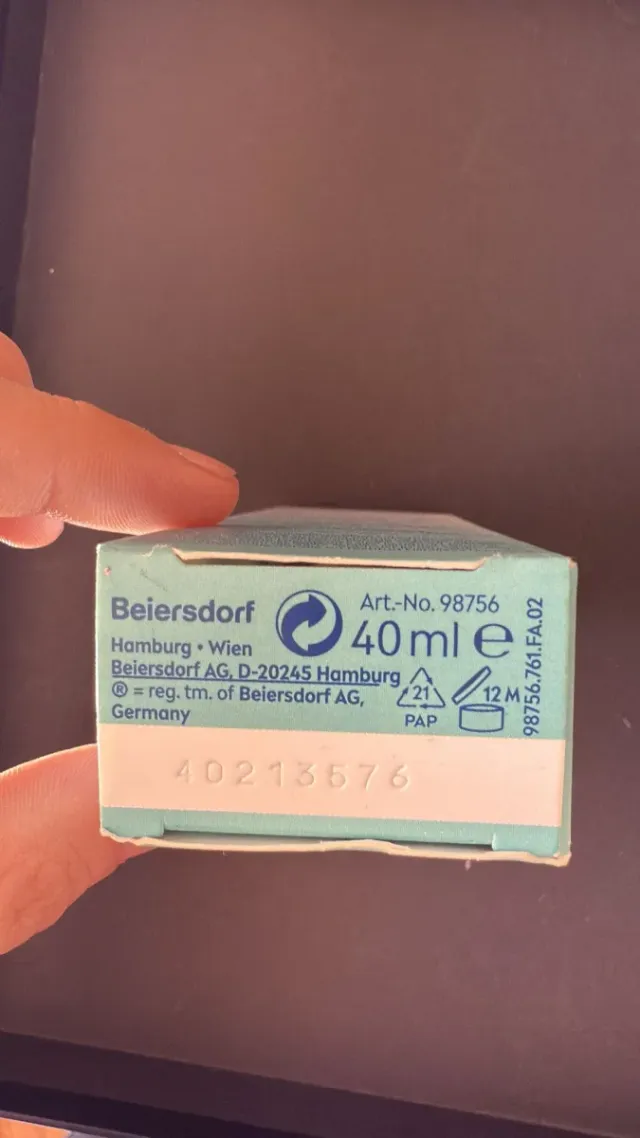 Beiersdorf
Hamburg • Wien
Beiersdorf AG, D-20245 Hamburg
® = reg. tm. of Beiersdorf AG,
Germany
Art.-No. 98756
40 ml ℮
21
PAP
12 M
98756.761.FA.02
40213576